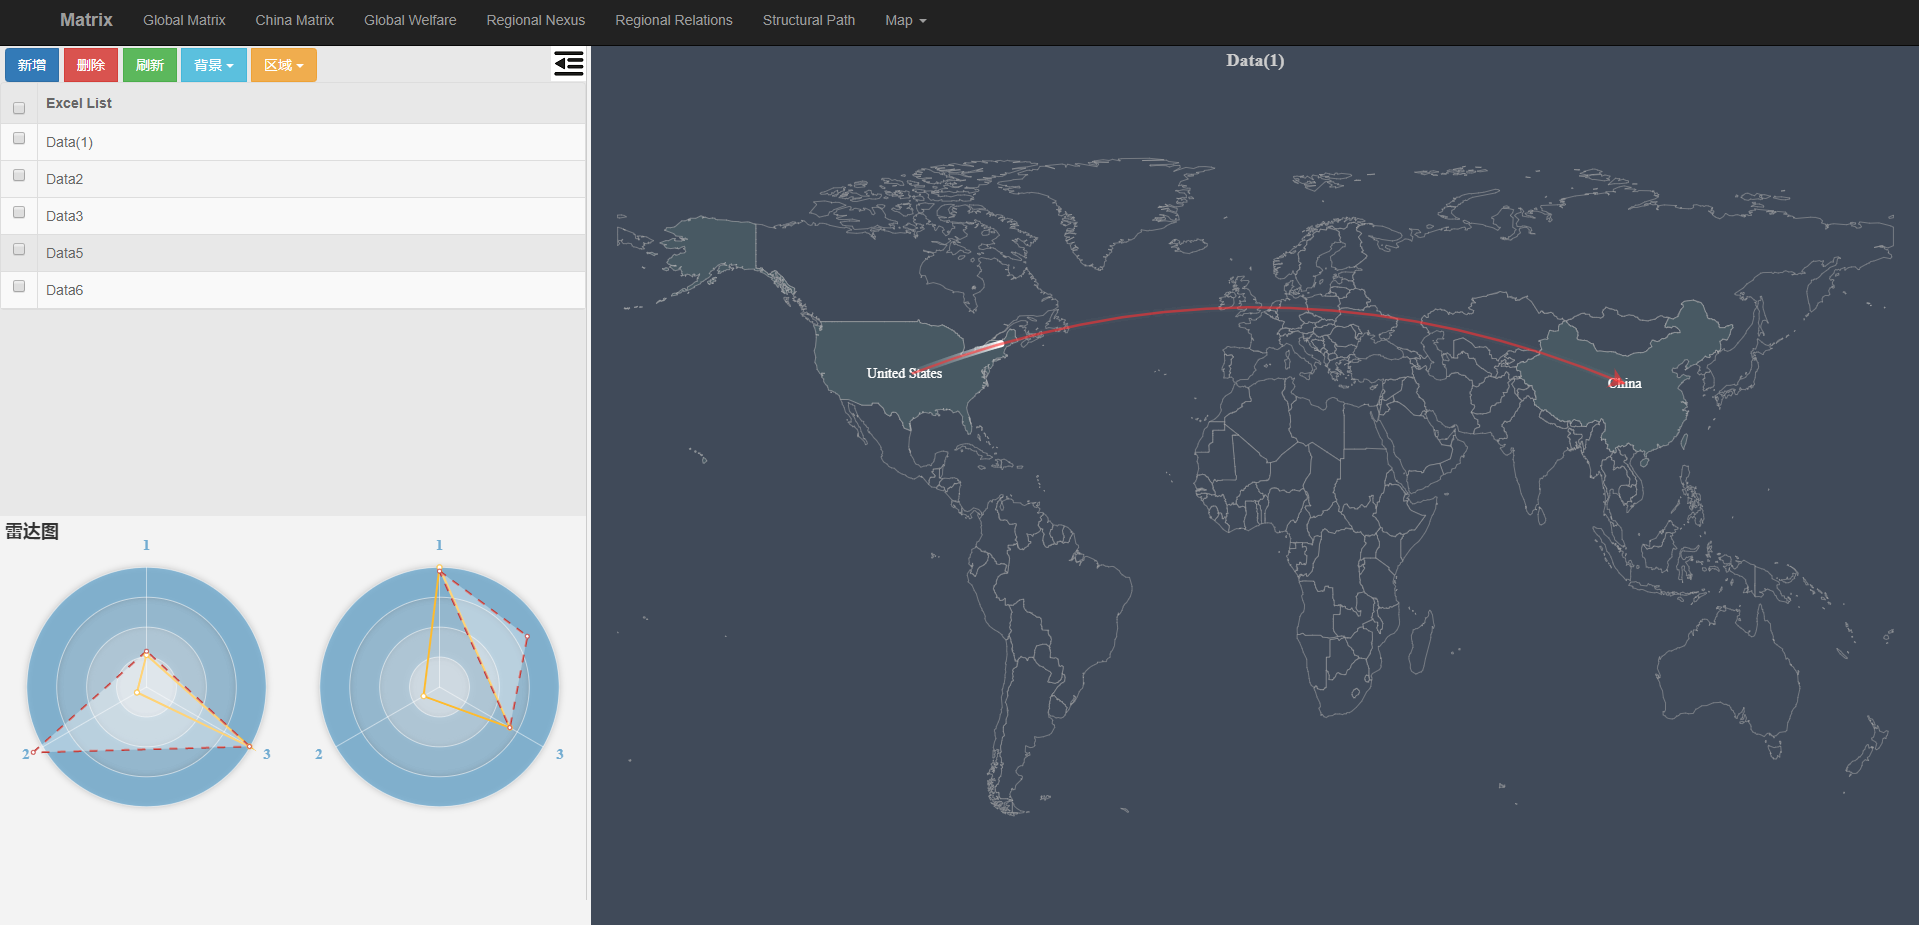 Matrix Global Matrix China Matrix Global Welfare Regional Nexus Regional Relations Structural Path Map
新增 删除 刷新 背景 区域
Excel List
Data(1)
Data2
Data3
Data5
Data6
雷达图
1
2
3
1
2
3
Data(1)
United States
China